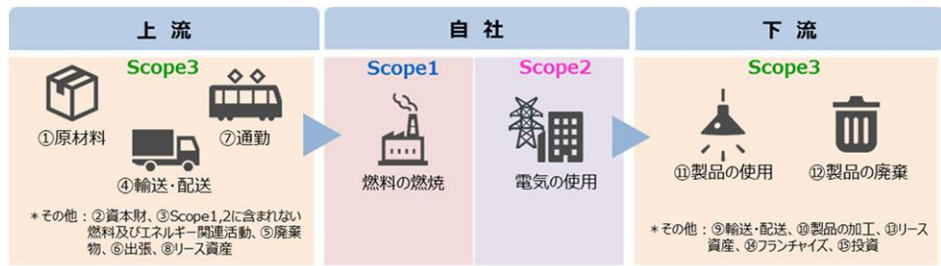 上 流
自 社
下 流
Scope3
①原材料
⑦通勤
④輸送・配送
＊その他：②資本財、③Scope1,2に含まれない
燃料及びエネルギー関連活動、⑤廃棄
物、⑥出張、⑧リース資産
Scope1
燃料の燃焼
Scope2
電気の使用
Scope3
⑪製品の使用
⑫製品の廃棄
＊その他：⑨輸送・配送、⑩製品の加工、⑬リース
資産、⑭フランチャイズ、⑮投資